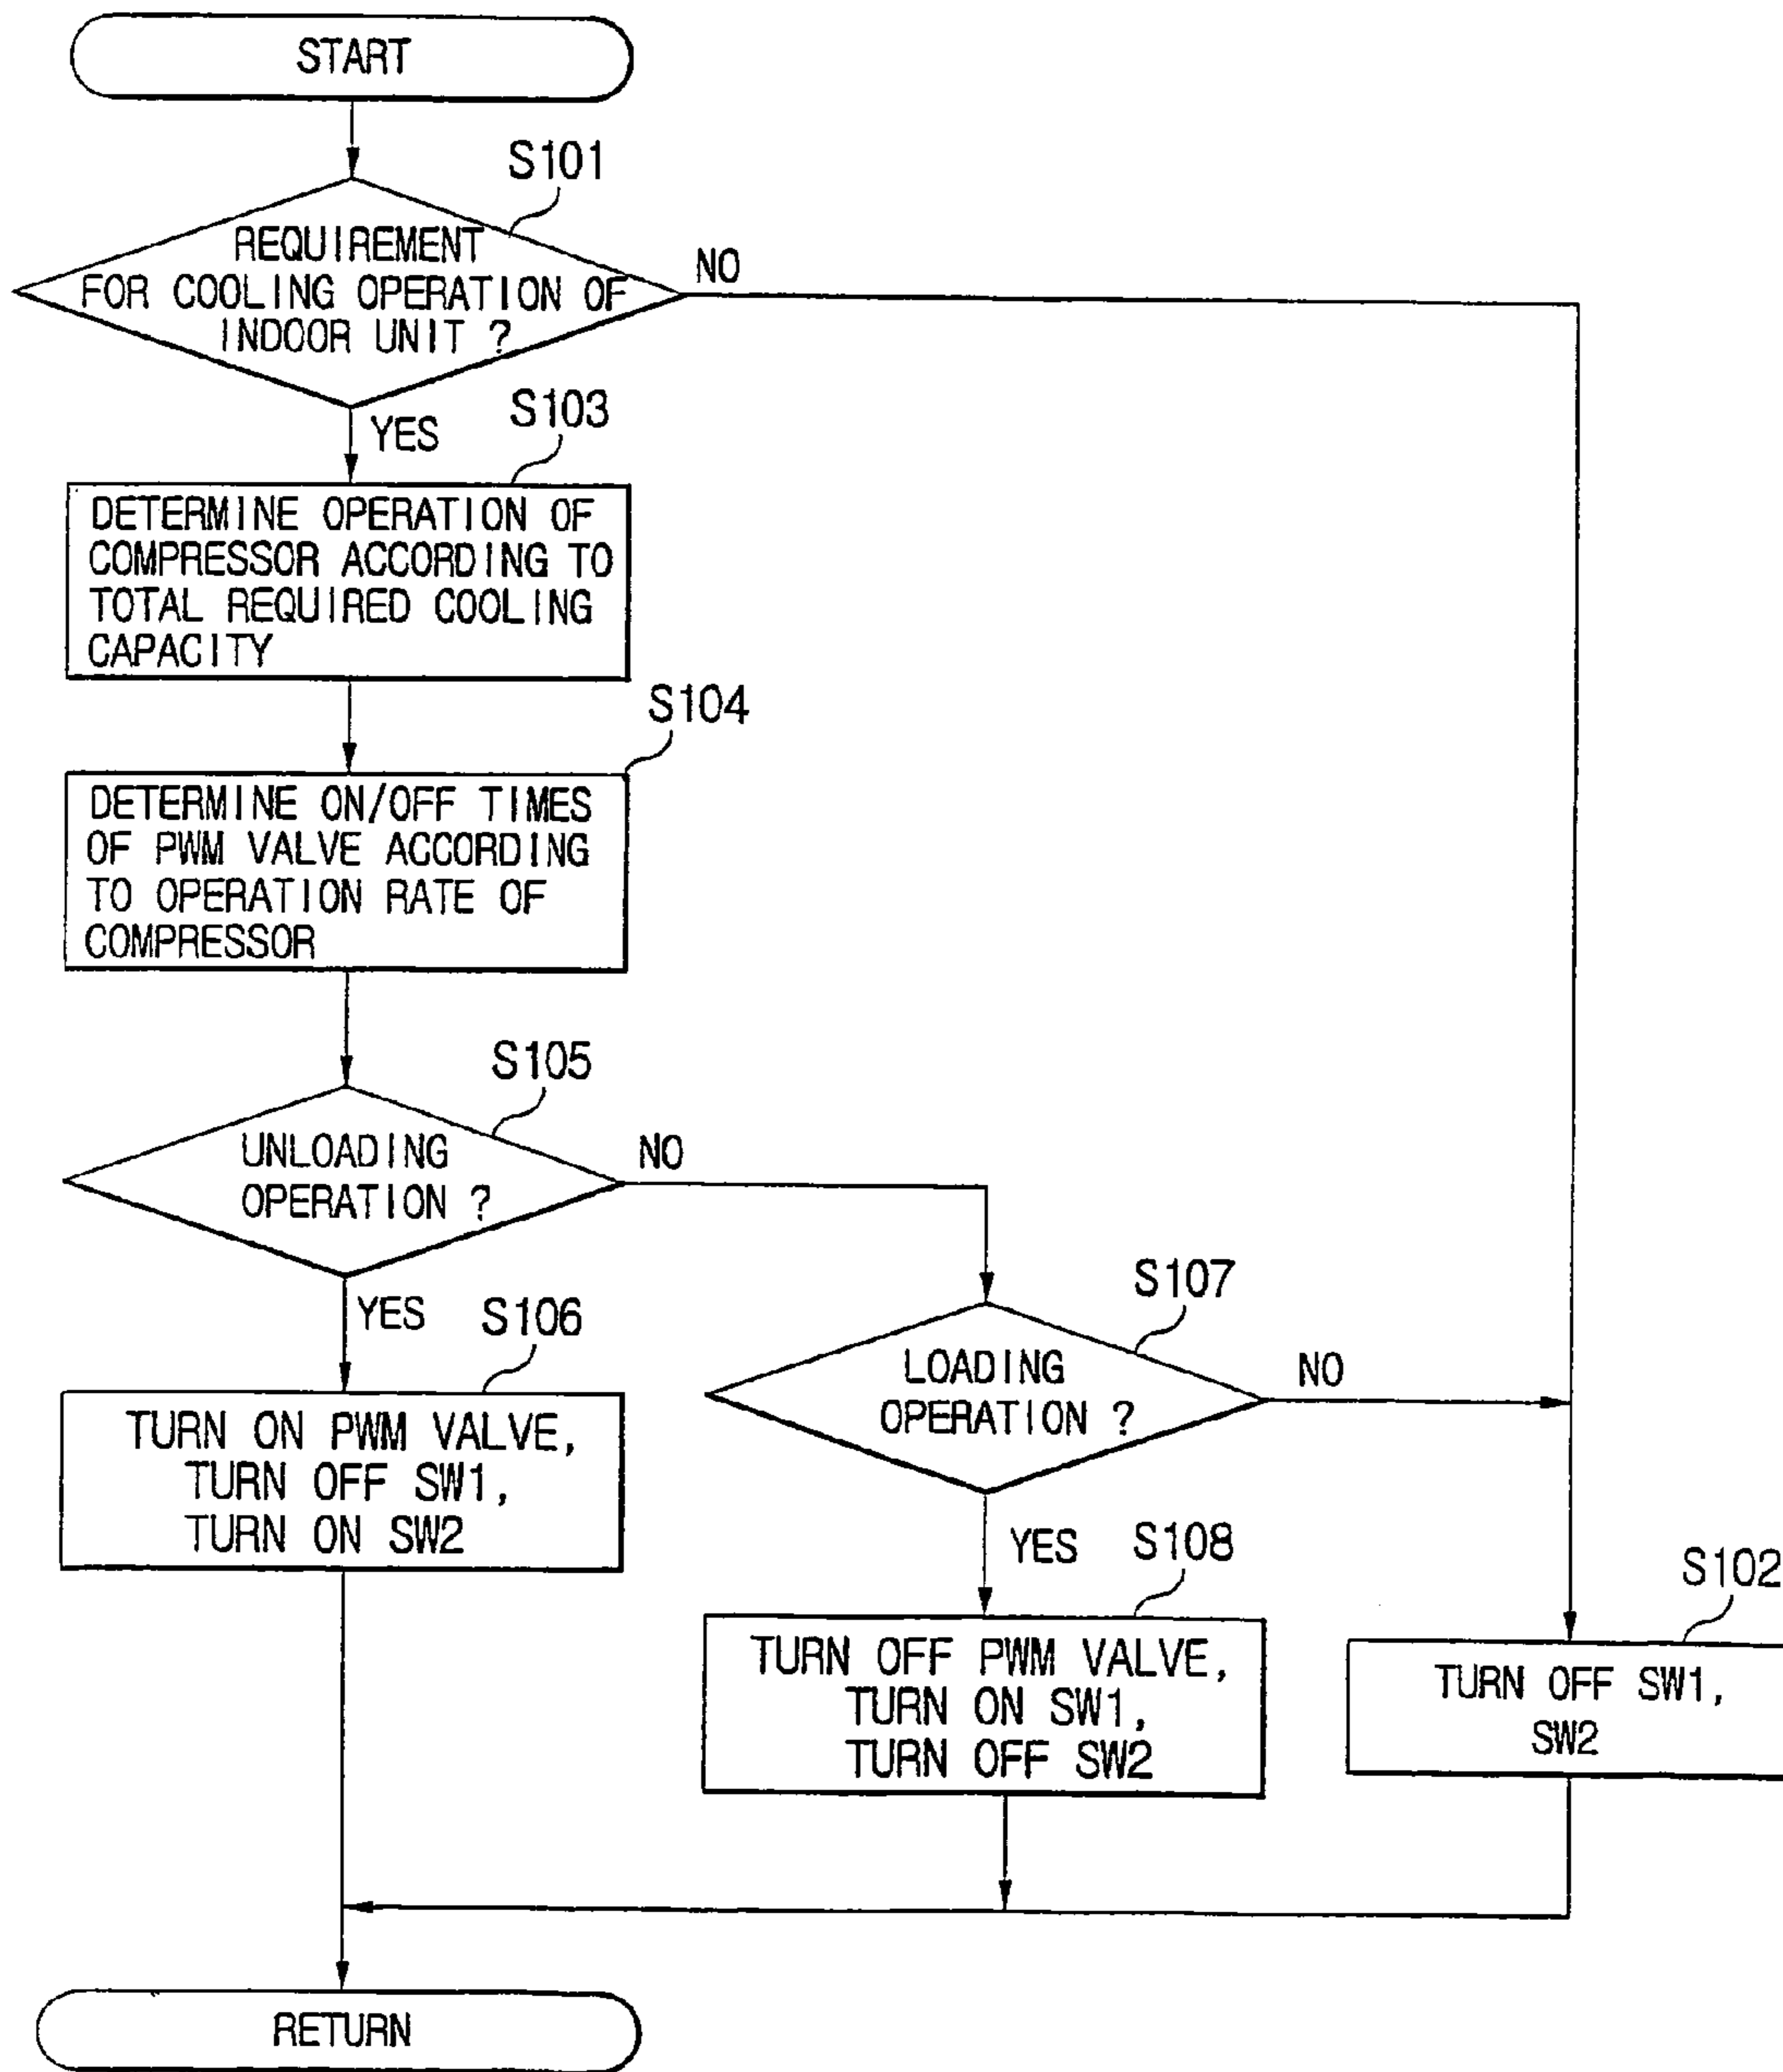 START
S101
REQUIREMENT
FOR COOLING OPERATION OF
INDOOR UNIT ?
NO
YES
S103
DETERMINE OPERATION OF
COMPRESSOR ACCORDING TO
TOTAL REQUIRED COOLING
CAPACITY
S104
DETERMINE ON/OFF TIMES
OF PWM VALVE ACCORDING
TO OPERATION RATE OF
COMPRESSOR
S105
UNLOADING
OPERATION ?
NO
YES
S106
TURN ON PWM VALVE,
TURN OFF SW1,
TURN ON SW2
S107
LOADING
OPERATION ?
NO
YES
S108
TURN OFF PWM VALVE,
TURN ON SW1,
TURN OFF SW2
S102
TURN OFF SW1,
SW2
RETURN